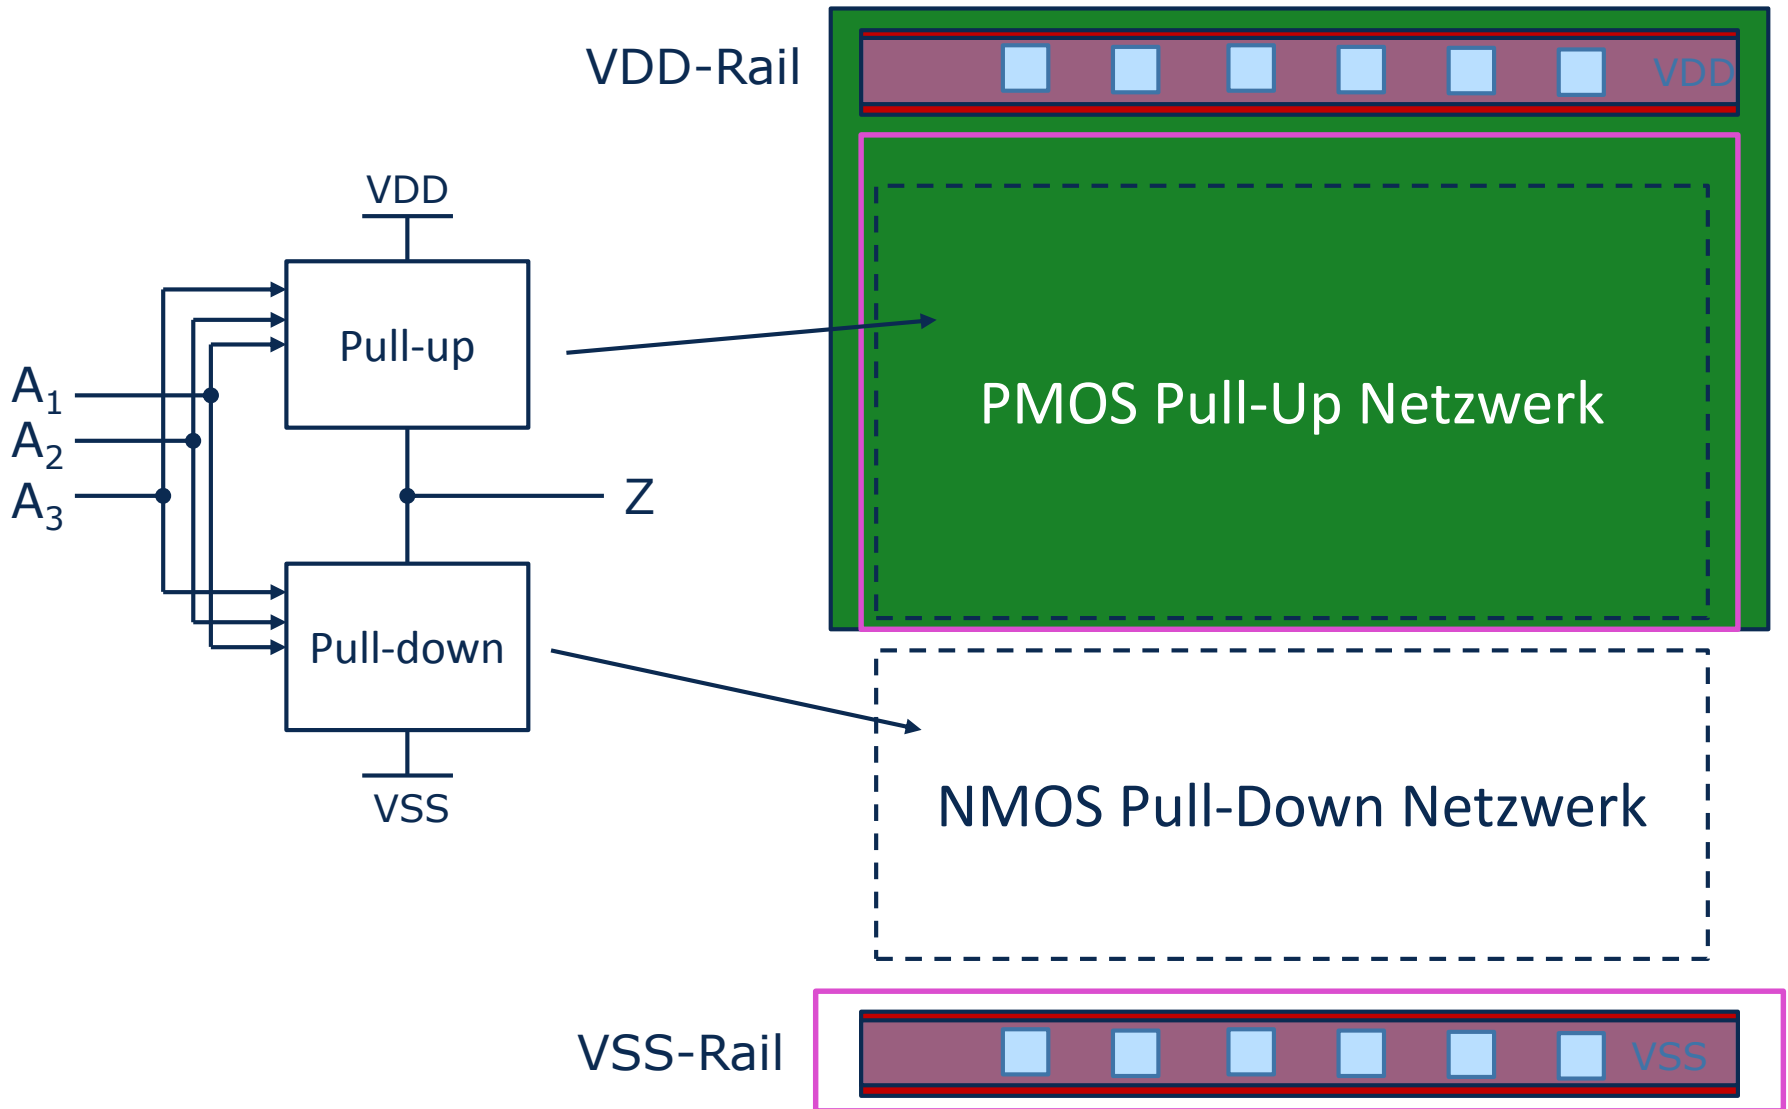 VDD-Rail
VDD
VDD
Pull-up
PMOS Pull-Up Netzwerk
A1
A2
A3
Z
Pull-down
NMOS Pull-Down Netzwerk
VSS
VSS-Rail
VSS